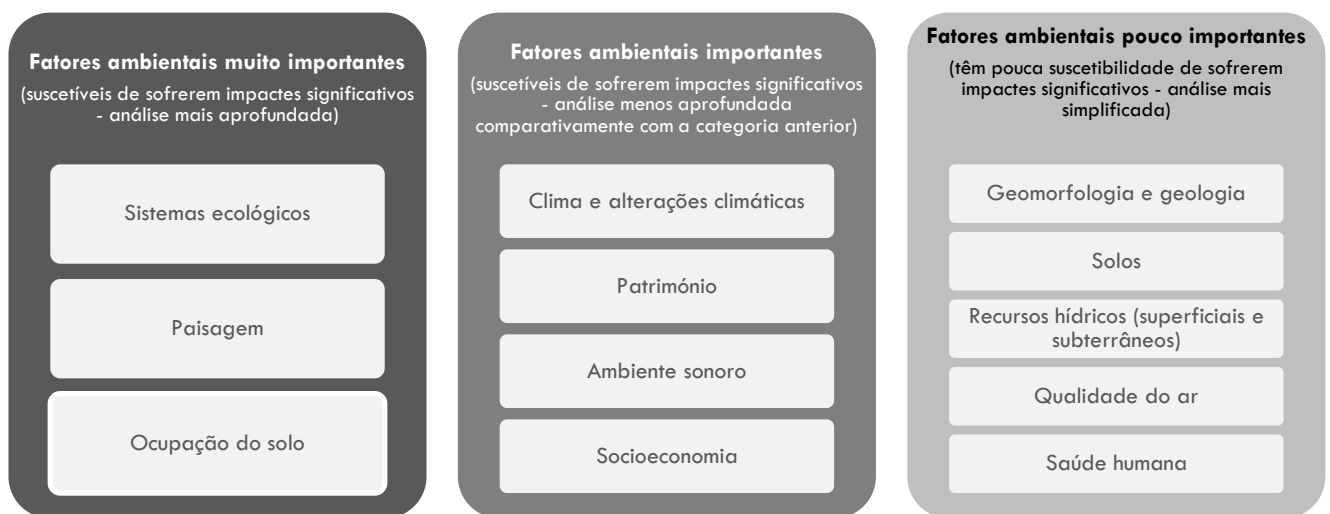 Fatores ambientais muito importantes
(suscetíveis de sofrerem impactes significativos
- análise mais aprofundada)
Sistemas ecológicos
Paisagem
Ocupação do solo
Fatores ambientais importantes
(suscetíveis de sofrerem impactes significativos
- análise menos aprofundada
comparativamente com a categoria anterior)
Clima e alterações climáticas
Património
Ambiente sonoro
Socioeconomia
Fatores ambientais pouco importantes
(têm pouca suscetibilidade de sofrerem
impactes significativos - análise mais
simplificada)
Geomorfologia e geologia
Solos
Recursos hídricos (superficiais e
subterrâneos)
Qualidade do ar
Saúde humana